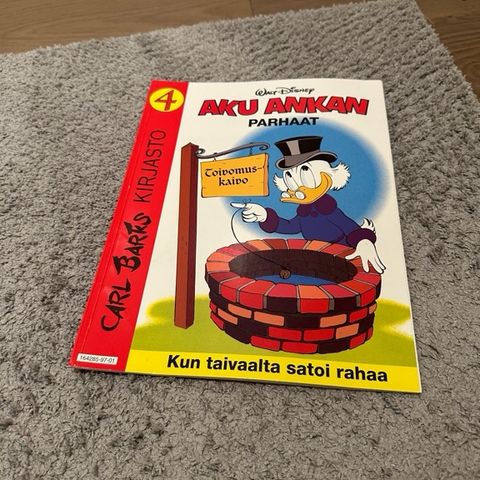 4
Walt Disney
AKU ANKAN
PARHAAT
Toivomus-
kaivo
CARL BARKS KIRJASTO
164285-97-01
Kun taivaalta satoi rahaa